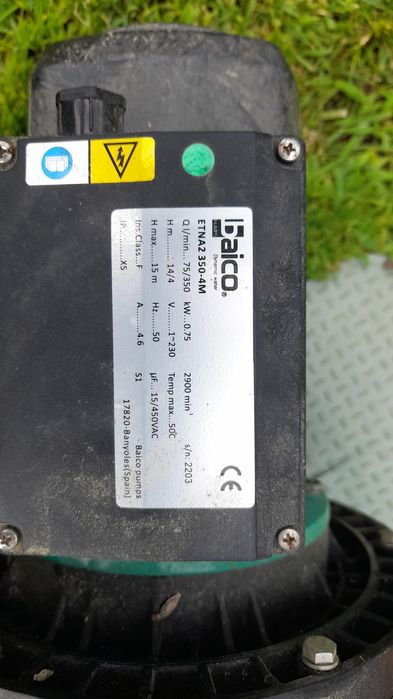 baico®
Dynamic water
ETNA2 350-4M
s/n: 2203
Q l/min... 75/350 kW...0.75 2900 min⁻¹
H m........ 14/4 V........1~230 Temp max...50ºC
H max......15 m Hz.......50 µF... 15/450VAC
Ins.Class...F A........4.6 S1 Baico pumps
IP...........X5 17820-Banyoles(Spain)
CE